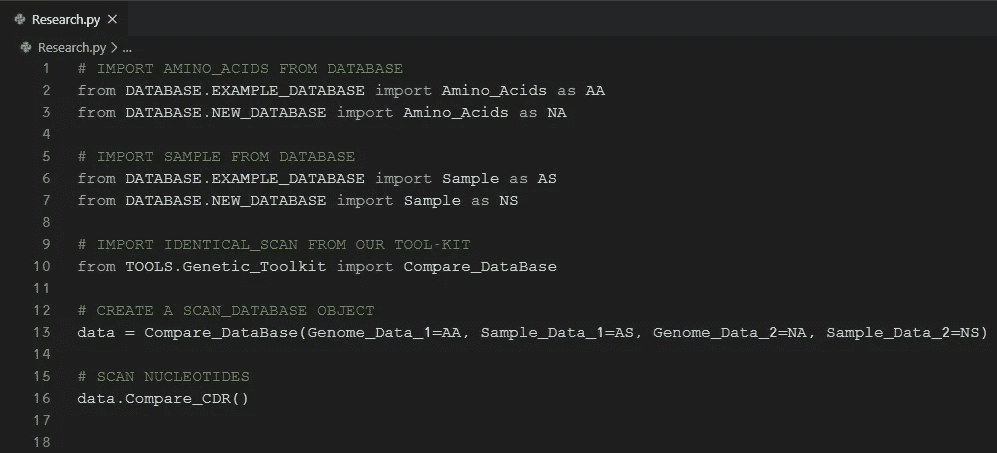 Research.py ×
Research.py > ...
1 # IMPORT AMINO_ACIDS FROM DATABASE
2 from DATABASE.EXAMPLE_DATABASE import Amino_Acids as AA
3 from DATABASE.NEW_DATABASE import Amino_Acids as NA
4
5 # IMPORT SAMPLE FROM DATABASE
6 from DATABASE.EXAMPLE_DATABASE import Sample as AS
7 from DATABASE.NEW_DATABASE import Sample as NS
8
9 # IMPORT IDENTICAL_SCAN FROM OUR TOOL-KIT
10 from TOOLS.Genetic_Toolkit import Compare_DataBase
11
12 # CREATE A SCAN_DATABASE OBJECT
13 data = Compare_DataBase(Genome_Data_1=AA, Sample_Data_1=AS, Genome_Data_2=NA, Sample_Data_2=NS)
14
15 # SCAN NUCLEOTIDES
16 data.Compare_CDR()
17
18